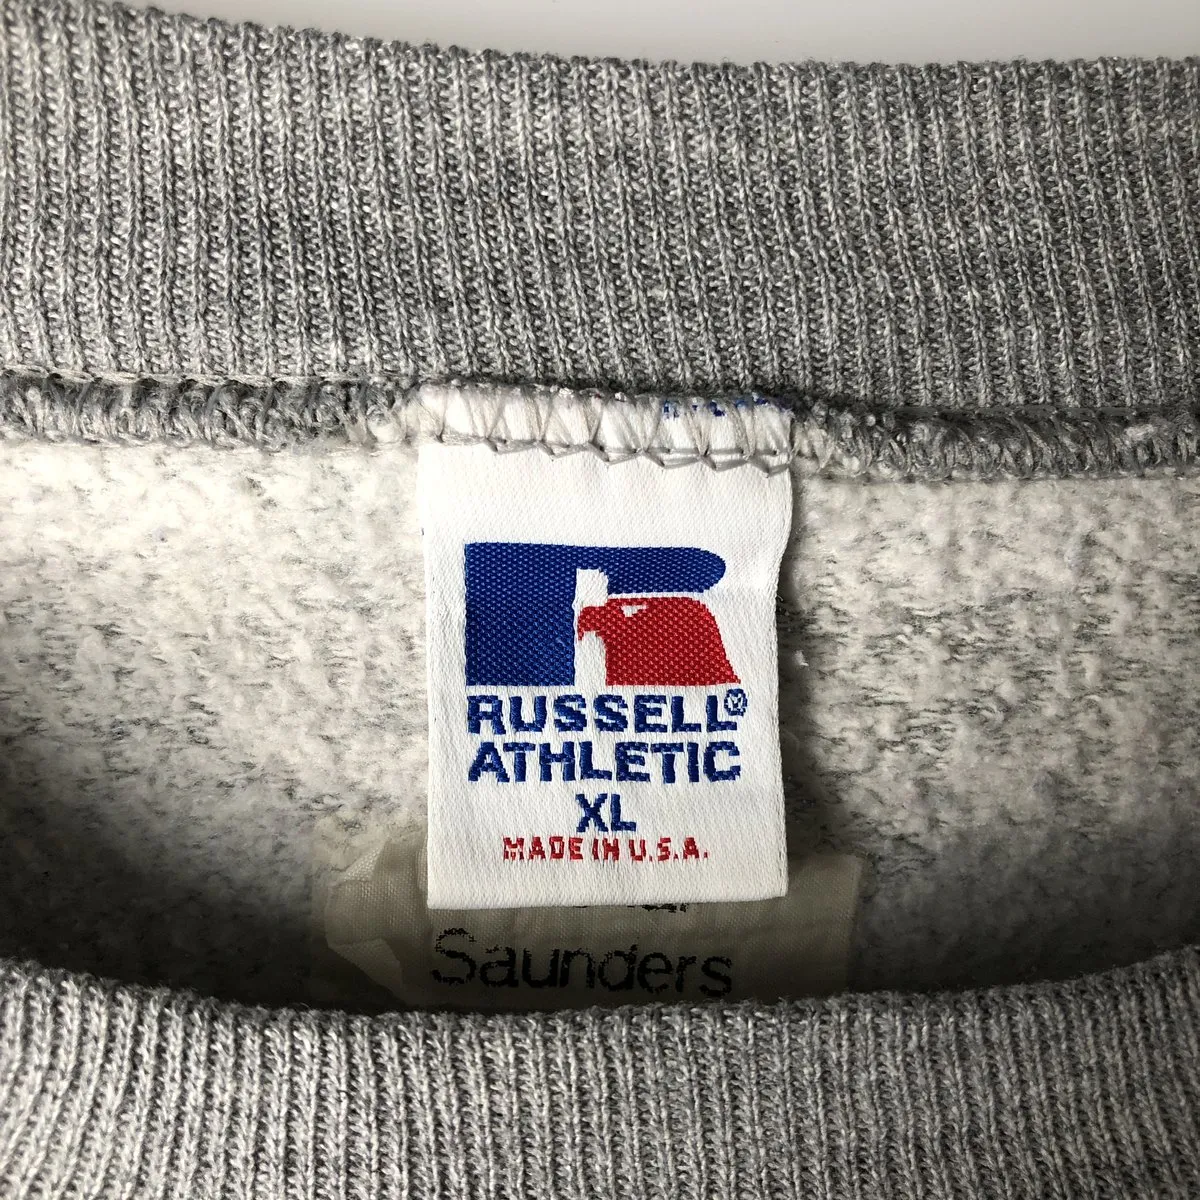 RUSSELL®
ATHLETIC
XL
MADE IN U.S.A.
Saunders